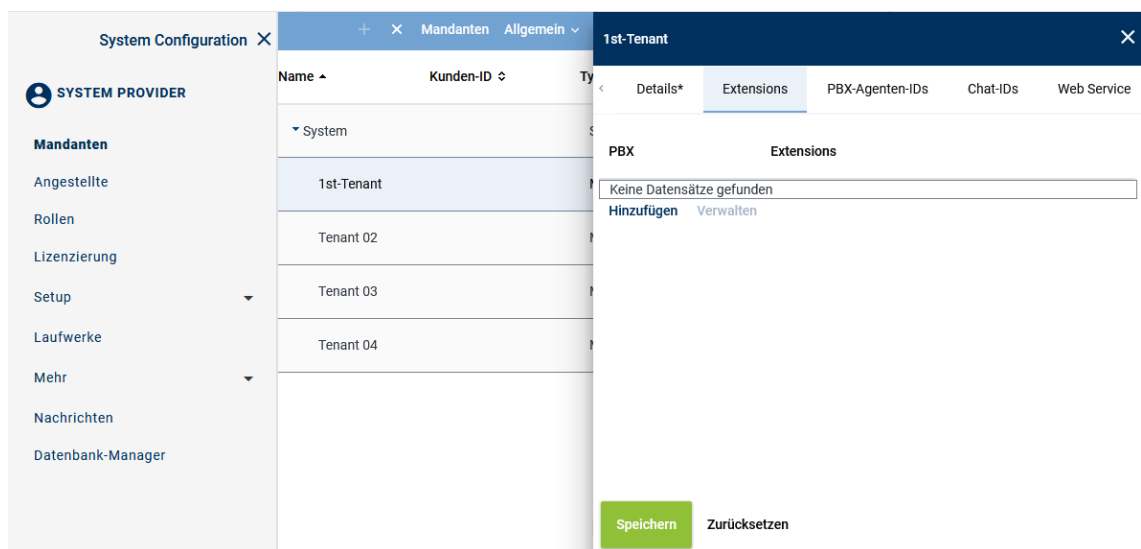 System Configuration
SYSTEM PROVIDER
Mandanten
Angestellte
Rollen
Lizenzierung
Setup
Laufwerke
Mehr
Nachrichten
Datenbank-Manager
Mandanten Allgemein
Name Kunden-ID
System
1st-Tenant
Tenant 02
Tenant 03
Tenant 04
1st-Tenant
Details* Extensions PBX-Agenten-IDs Chat-IDs Web Service
PBX Extensions
Keine Datensätze gefunden
Hinzufügen Verwalten
Speichern Zurücksetzen